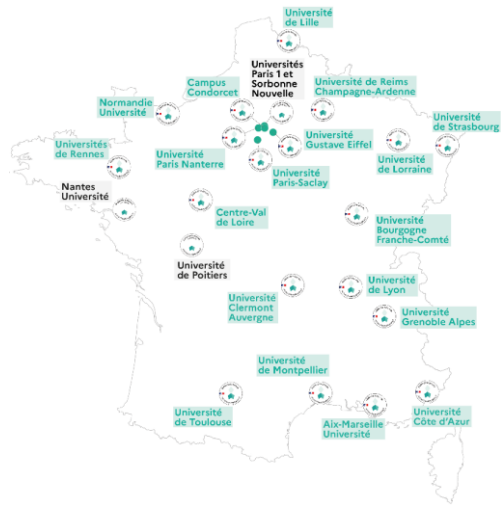 Université
de Lille
Universités
Paris 1 et
Sorbonne
Nouvelle
Campus
Condorcet
Université de Reims
Champagne-Ardenne
Normandie
Université
Université
de Strasbourg
Universités
de Rennes
Université
Gustave Eiffel
Université
Paris Nanterre
Université
de Lorraine
Université
Paris-Saclay
Nantes
Université
Centre-Val
de Loire
Université
Bourgogne
Franche-Comté
Université
de Poitiers
Université
de Lyon
Université
Clermont
Auvergne
Université
Grenoble Alpes
Université
de Montpellier
Université
de Toulouse
Aix-Marseille
Université
Université
Côte d'Azur